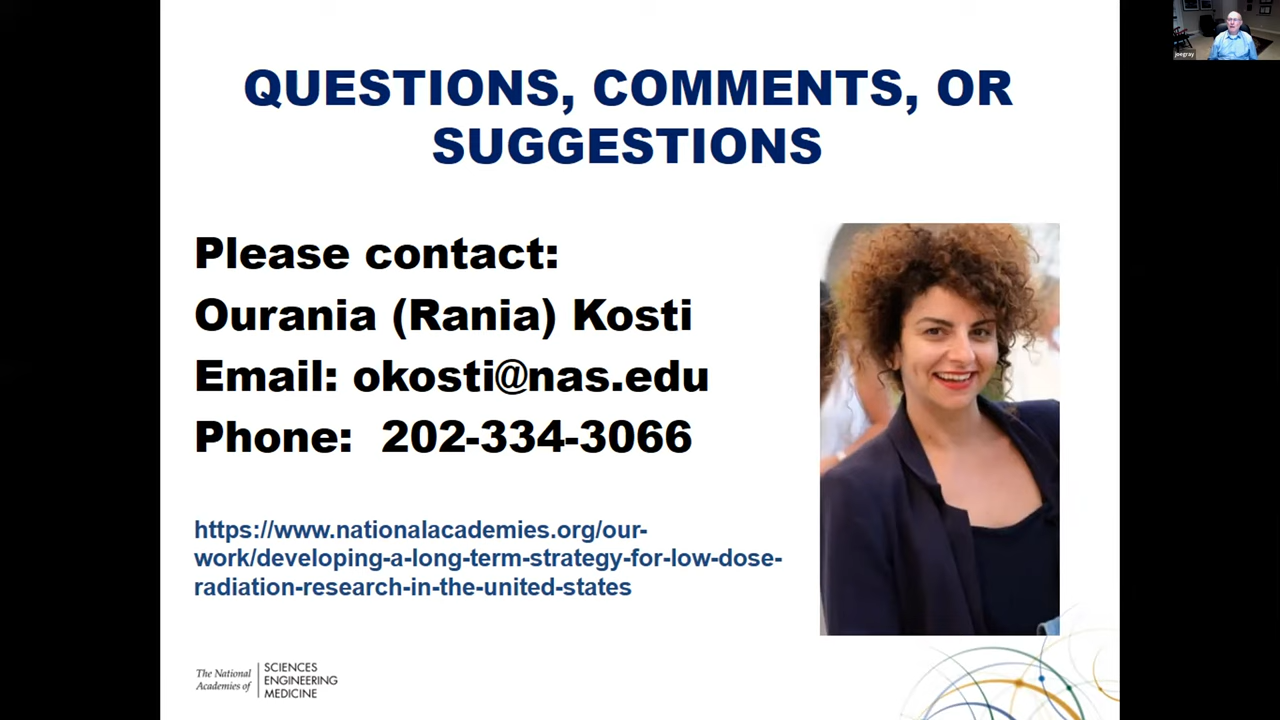 QUESTIONS, COMMENTS, OR
SUGGESTIONS
Please contact:
Ourania (Rania) Kosti
Email: okosti@nas.edu
Phone:  202-334-3066
https://www.nationalacademies.org/our-
work/developing-a-long-term-strategy-for-low-dose-
radiation-research-in-the-united-states
The National
Academies of
SCIENCES
ENGINEERING
MEDICINE
joegray